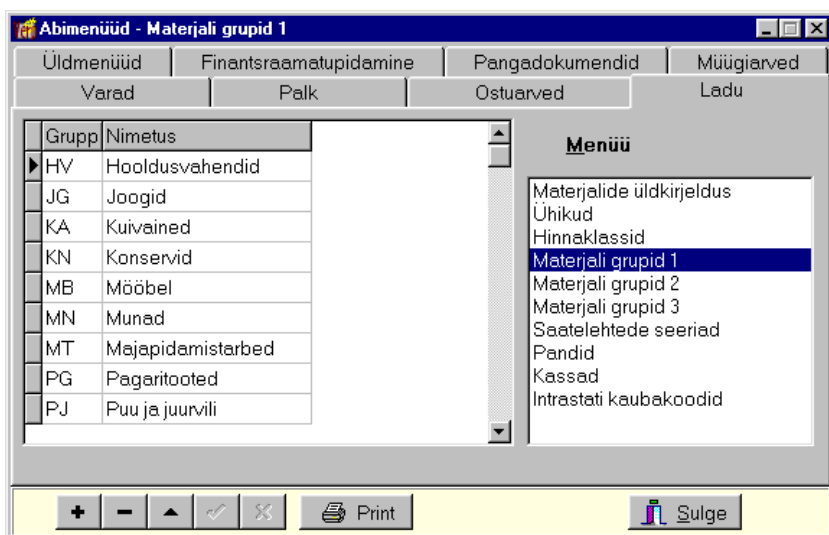 Abimenüüd - Materjali grupid 1
Üldmenüüd Finantsraamatupidamine Pangadokumendid Müügiarved
Varad Palk Ostuarved Ladu
Grupp Nimetus
HV Hooldusvahendid
JG Joogid
KA Kuivained
KN Konservid
MB Mööbel
MN Munad
MT Majapidamistarbed
PG Pagaritooted
PJ Puu ja juurvili
Menüü
Materjalide üldkirjeldus
Ühikud
Hinnaklassid
Materjali grupid 1
Materjali grupid 2
Materjali grupid 3
Saatelehtede seeriad
Pandid
Kassad
Intrastati kaubakoodid
Print Sulge